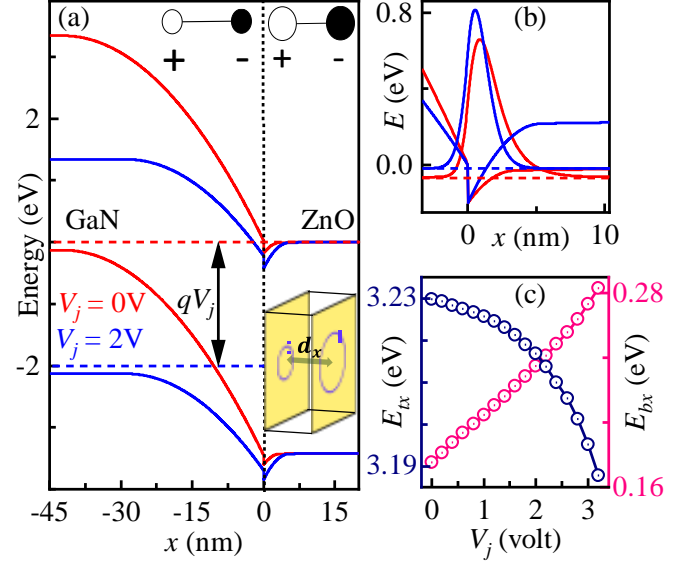 (a)
+ - + -
2
GaN
ZnO
Energy (eV)
V_j = 0V
qV_j
V_j = 2V
-2
d_x
-45 -30 -15 0 15
x (nm)
(b)
0.8
E (eV)
0.0
0 10
x (nm)
(c)
3.23
E_tx (eV)
3.19
0.28
E_bx (eV)
0.16
0 1 2 3
V_j (volt)